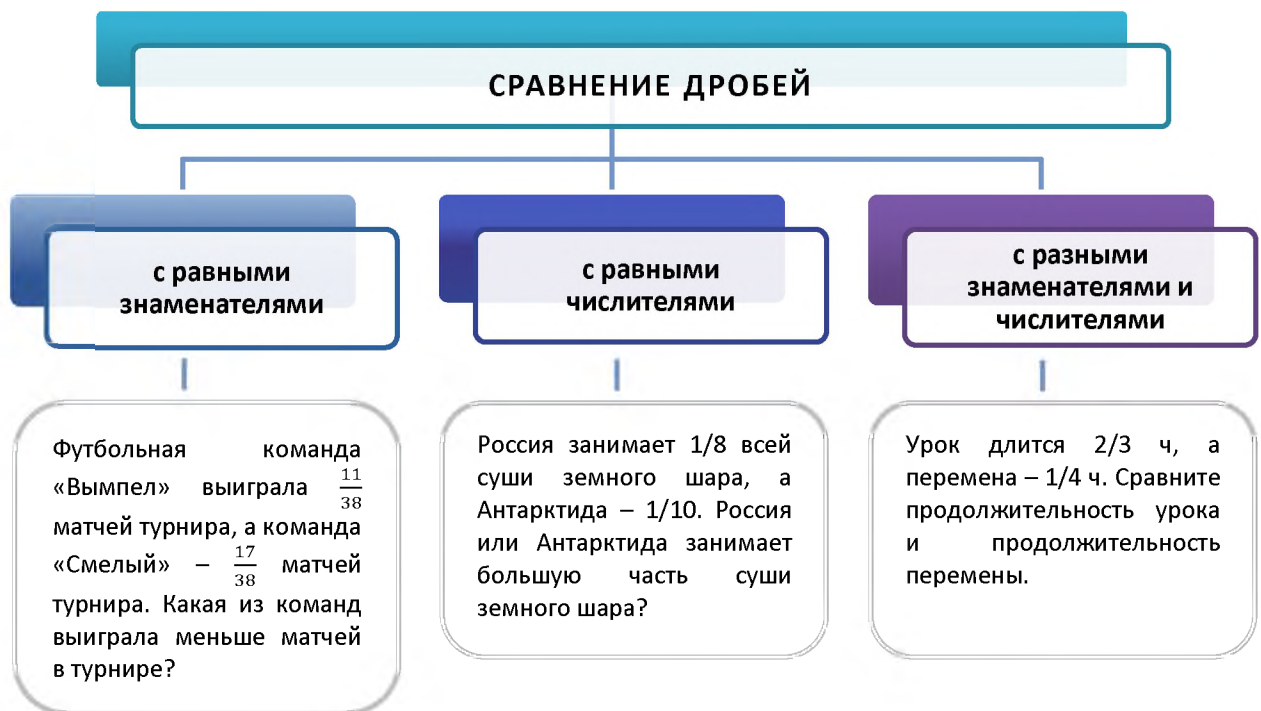 СРАВНЕНИЕ ДРОБЕЙ
с равными
знаменателями
Футбольная команда
«Вымпел» выиграла 11/38
матчей турнира, а команда
«Смелый» – 17/38 матчей
турнира. Какая из команд
выиграла меньше матчей
в турнире?
с равными
числителями
Россия занимает 1/8 всей
суши земного шара, а
Антарктида – 1/10. Россия
или Антарктида занимает
большую часть суши
земного шара?
с разными
знаменателями и
числителями
Урок длится 2/3 ч, а
перемена – 1/4 ч. Сравните
продолжительность урока
и продолжительность
перемены.